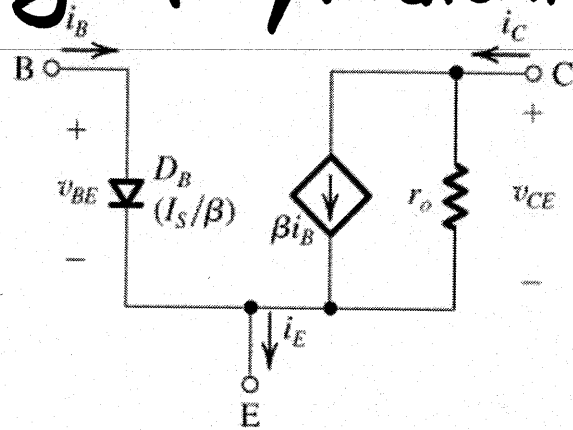 i_B
i_C
B
C
+
+
v_BE
D_B
(I_S/β)
βi_B
r_o
v_CE
−
−
i_E
E